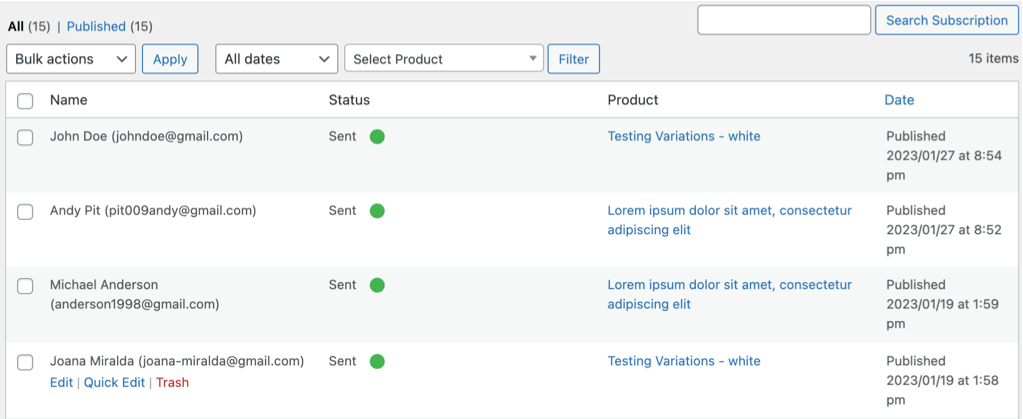 All (15) | Published (15)
Search Subscription
Bulk actions Apply All dates Select Product Filter 15 items
Name Status Product Date
John Doe (johndoe@gmail.com) Sent Testing Variations - white Published
2023/01/27 at 8:54
pm
Andy Pit (pit009andy@gmail.com) Sent Lorem ipsum dolor sit amet, consectetur Published
adipiscing elit 2023/01/27 at 8:52
pm
Michael Anderson Sent Lorem ipsum dolor sit amet, consectetur Published
(anderson1998@gmail.com) adipiscing elit 2023/01/19 at 1:59
pm
Joana Miralda (joana-miralda@gmail.com) Sent Testing Variations - white Published
Edit | Quick Edit | Trash 2023/01/19 at 1:58
pm